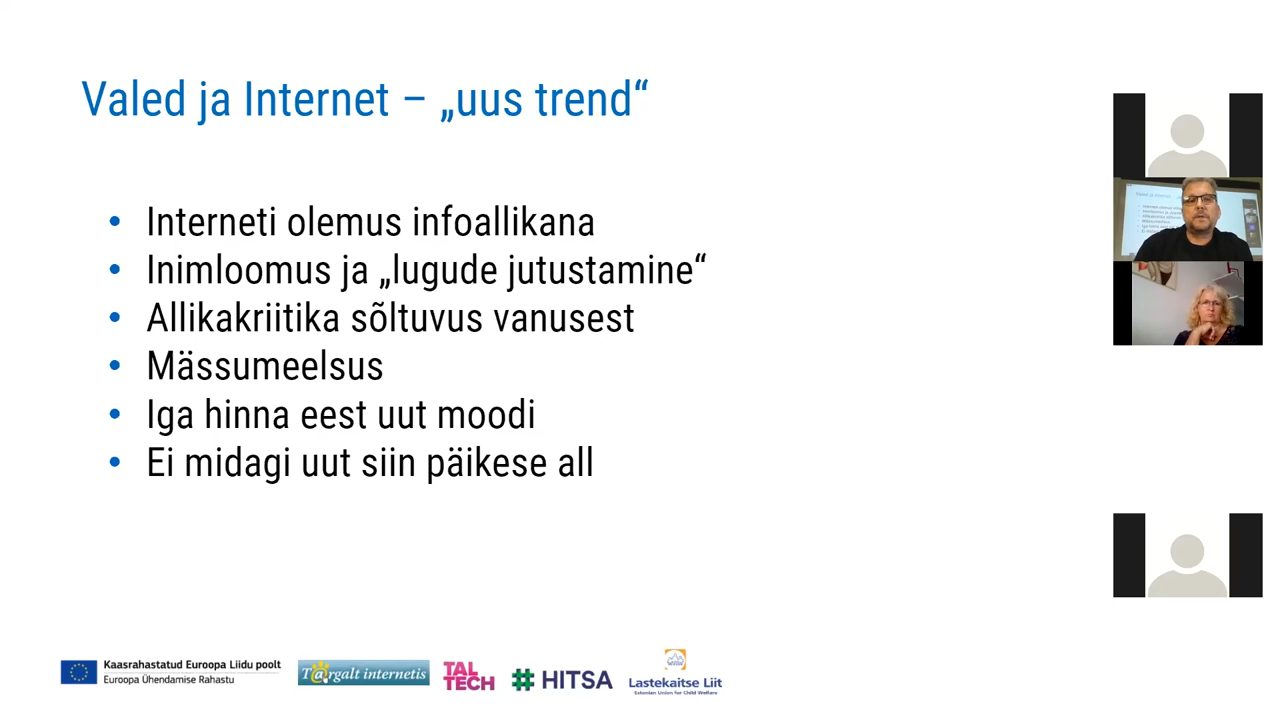 Valed ja Internet – „uus trend“
• Interneti olemus infoallikana
• Inimloomus ja „lugude jutustamine“
• Allikakriitika sõltuvus vanusest
• Mässumeelsus
• Iga hinna eest uut moodi
• Ei midagi uut siin päikese all
Kaasrahastatud Euroopa Liidu poolt
Euroopa Ühendamise Rahastu
T@rgalt internetis
TAL
TECH
HITSA
Lastekaitse Liit
Estonian Union for Child Welfare